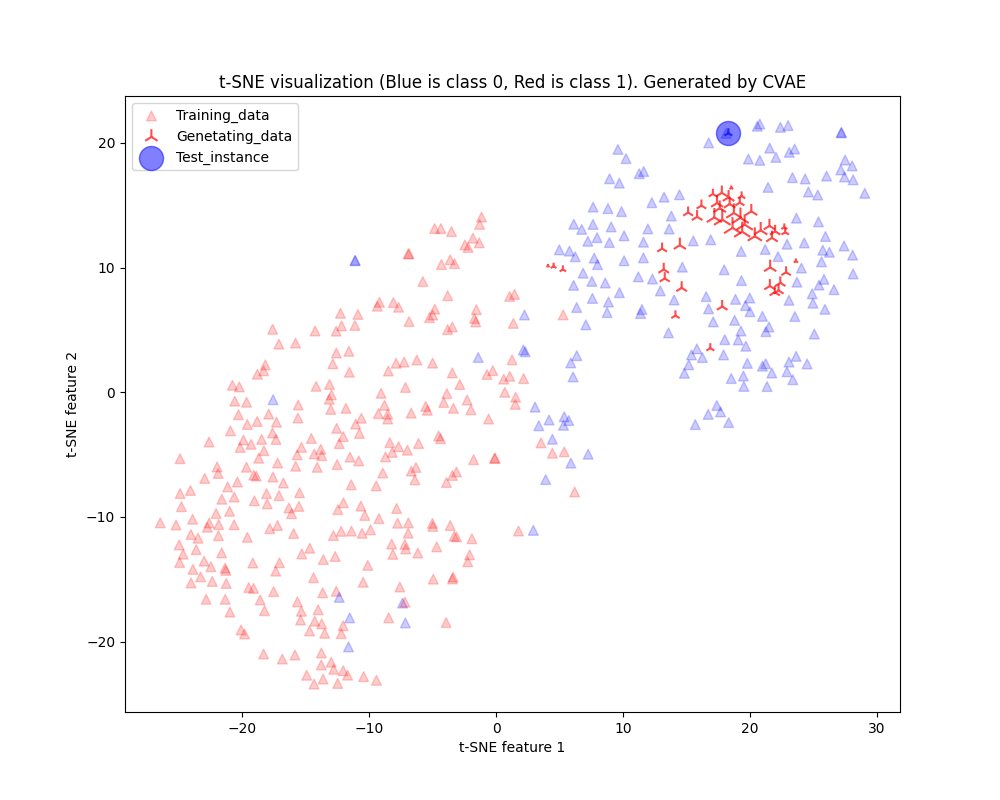 t-SNE visualization (Blue is class 0, Red is class 1). Generated by CVAE
Training_data
Genetating_data
Test_instance
20
10
0
−10
−20
t-SNE feature 2
−20
−10
0
10
20
30
t-SNE feature 1